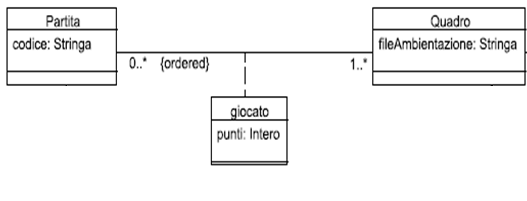 Partita
codice: Stringa
Quadro
fileAmbientazione: Stringa
0..* {ordered}
1..*
giocato
punti: Intero